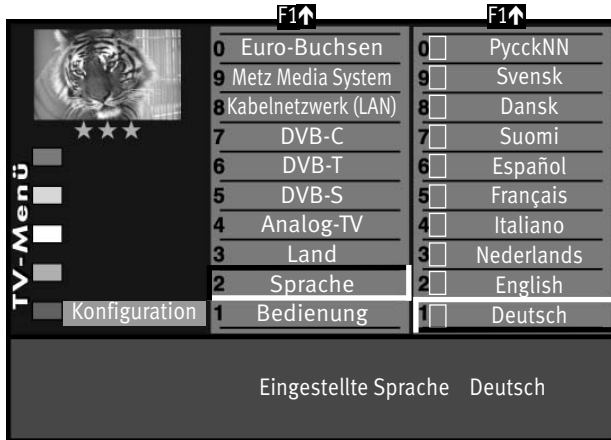 F1↑ F1↑
0 Euro-Buchsen 0 PycckNN
9 Metz Media System 9 Svensk
8 Kabelnetzwerk (LAN) 8 Dansk
7 DVB-C 7 Suomi
6 DVB-T 6 Español
5 DVB-S 5 Français
4 Analog-TV 4 Italiano
3 Land 3 Nederlands
2 Sprache 2 English
Konfiguration 1 Bedienung 1 Deutsch
TV-Menü
Eingestellte Sprache Deutsch